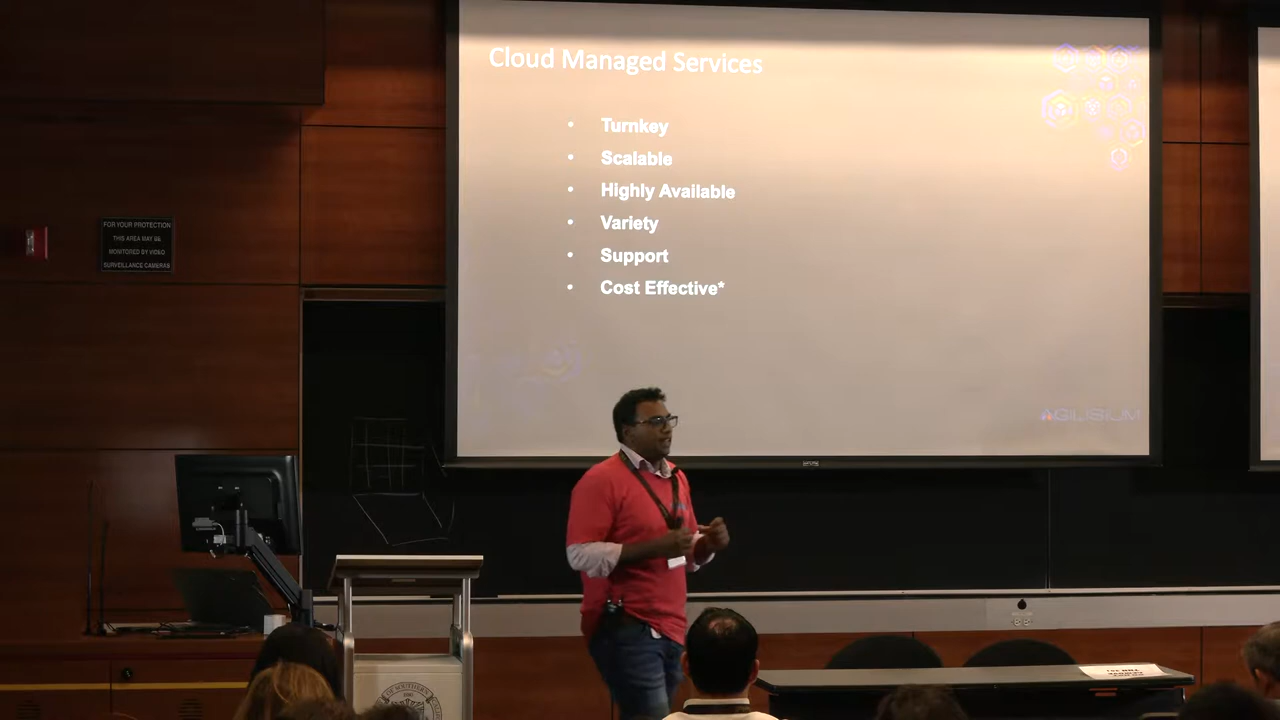 Cloud Managed Services
• Turnkey
• Scalable
• Highly Available
• Variety
• Support
• Cost Effective*
AGILISIUM
FOR YOUR PROTECTION
THIS AREA MAY BE
MONITORED BY VIDEO
SURVEILLANCE CAMERAS